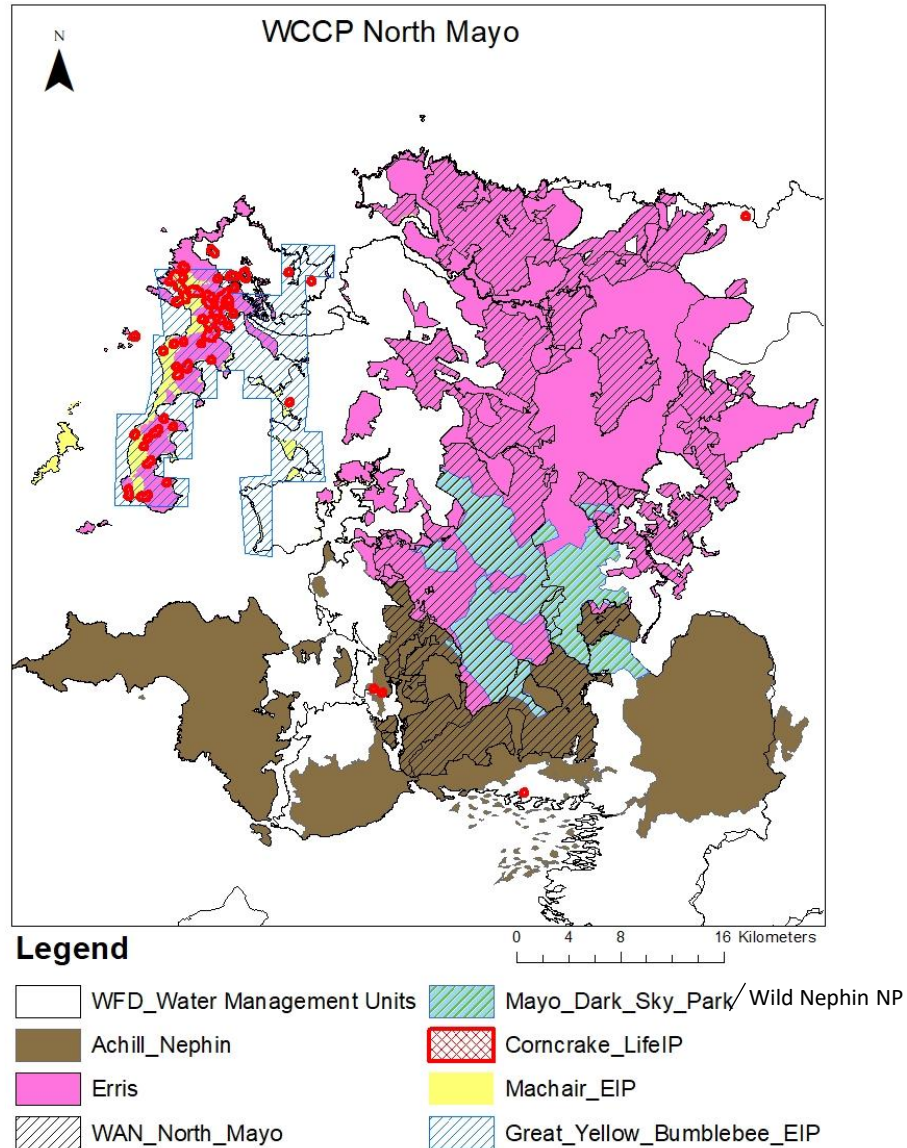 WCCP North Mayo
N
Legend
0 4 8 16 Kilometers
WFD_Water Management Units
Mayo_Dark_Sky_Park/ Wild Nephin NP
Achill_Nephin
Corncrake_LifeIP
Erris
Machair_EIP
WAN_North_Mayo
Great_Yellow_Bumblebee_EIP